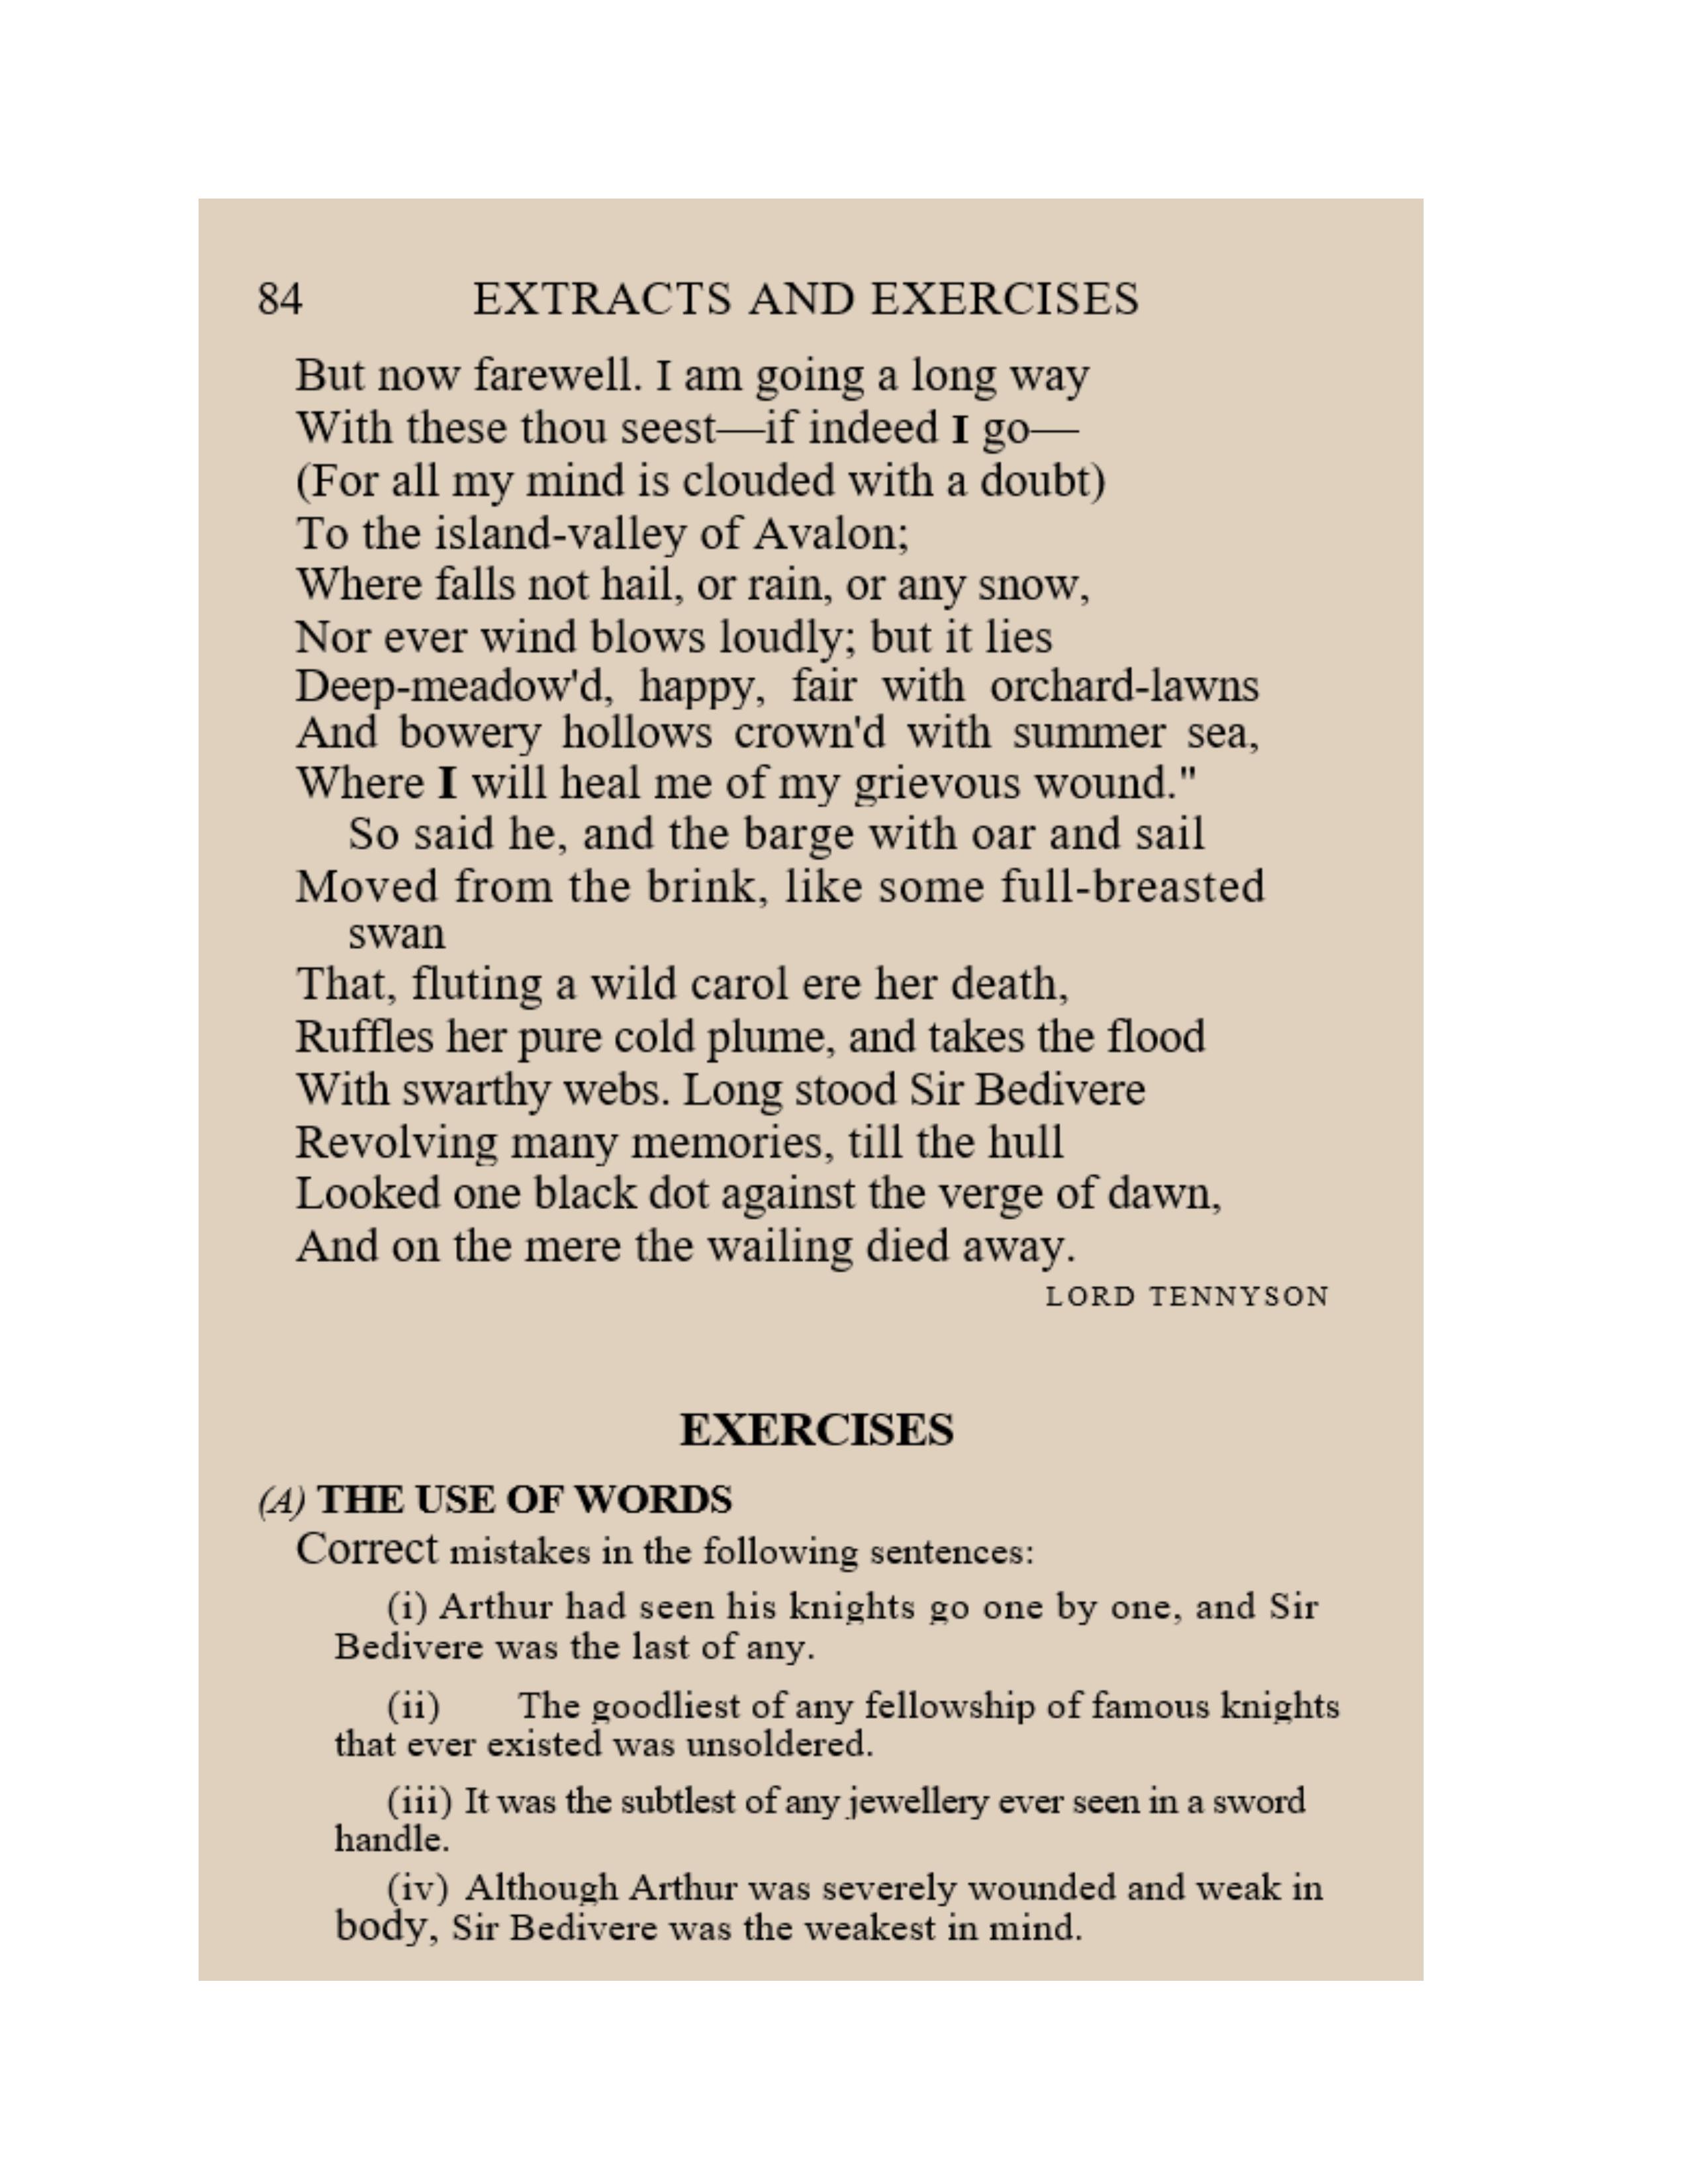 84 EXTRACTS AND EXERCISES
But now farewell. I am going a long way
With these thou seest—if indeed I go—
(For all my mind is clouded with a doubt)
To the island-valley of Avalon;
Where falls not hail, or rain, or any snow,
Nor ever wind blows loudly; but it lies
Deep-meadow'd, happy, fair with orchard-lawns
And bowery hollows crown'd with summer sea,
Where I will heal me of my grievous wound."
So said he, and the barge with oar and sail
Moved from the brink, like some full-breasted
swan
That, fluting a wild carol ere her death,
Ruffles her pure cold plume, and takes the flood
With swarthy webs. Long stood Sir Bedivere
Revolving many memories, till the hull
Looked one black dot against the verge of dawn,
And on the mere the wailing died away.
LORD TENNYSON
EXERCISES
(A) THE USE OF WORDS
Correct mistakes in the following sentences:
(i) Arthur had seen his knights go one by one, and Sir
Bedivere was the last of any.
(ii) The goodliest of any fellowship of famous knights
that ever existed was unsoldered.
(iii) It was the subtlest of any jewellery ever seen in a sword
handle.
(iv) Although Arthur was severely wounded and weak in
body, Sir Bedivere was the weakest in mind.